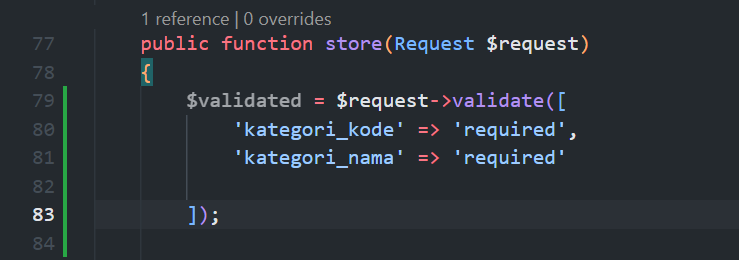 1 reference | 0 overrides
77 public function store(Request $request)
78 {
79 $validated = $request->validate([
80 'kategori_kode' => 'required',
81 'kategori_nama' => 'required'
82
83 ]);
84